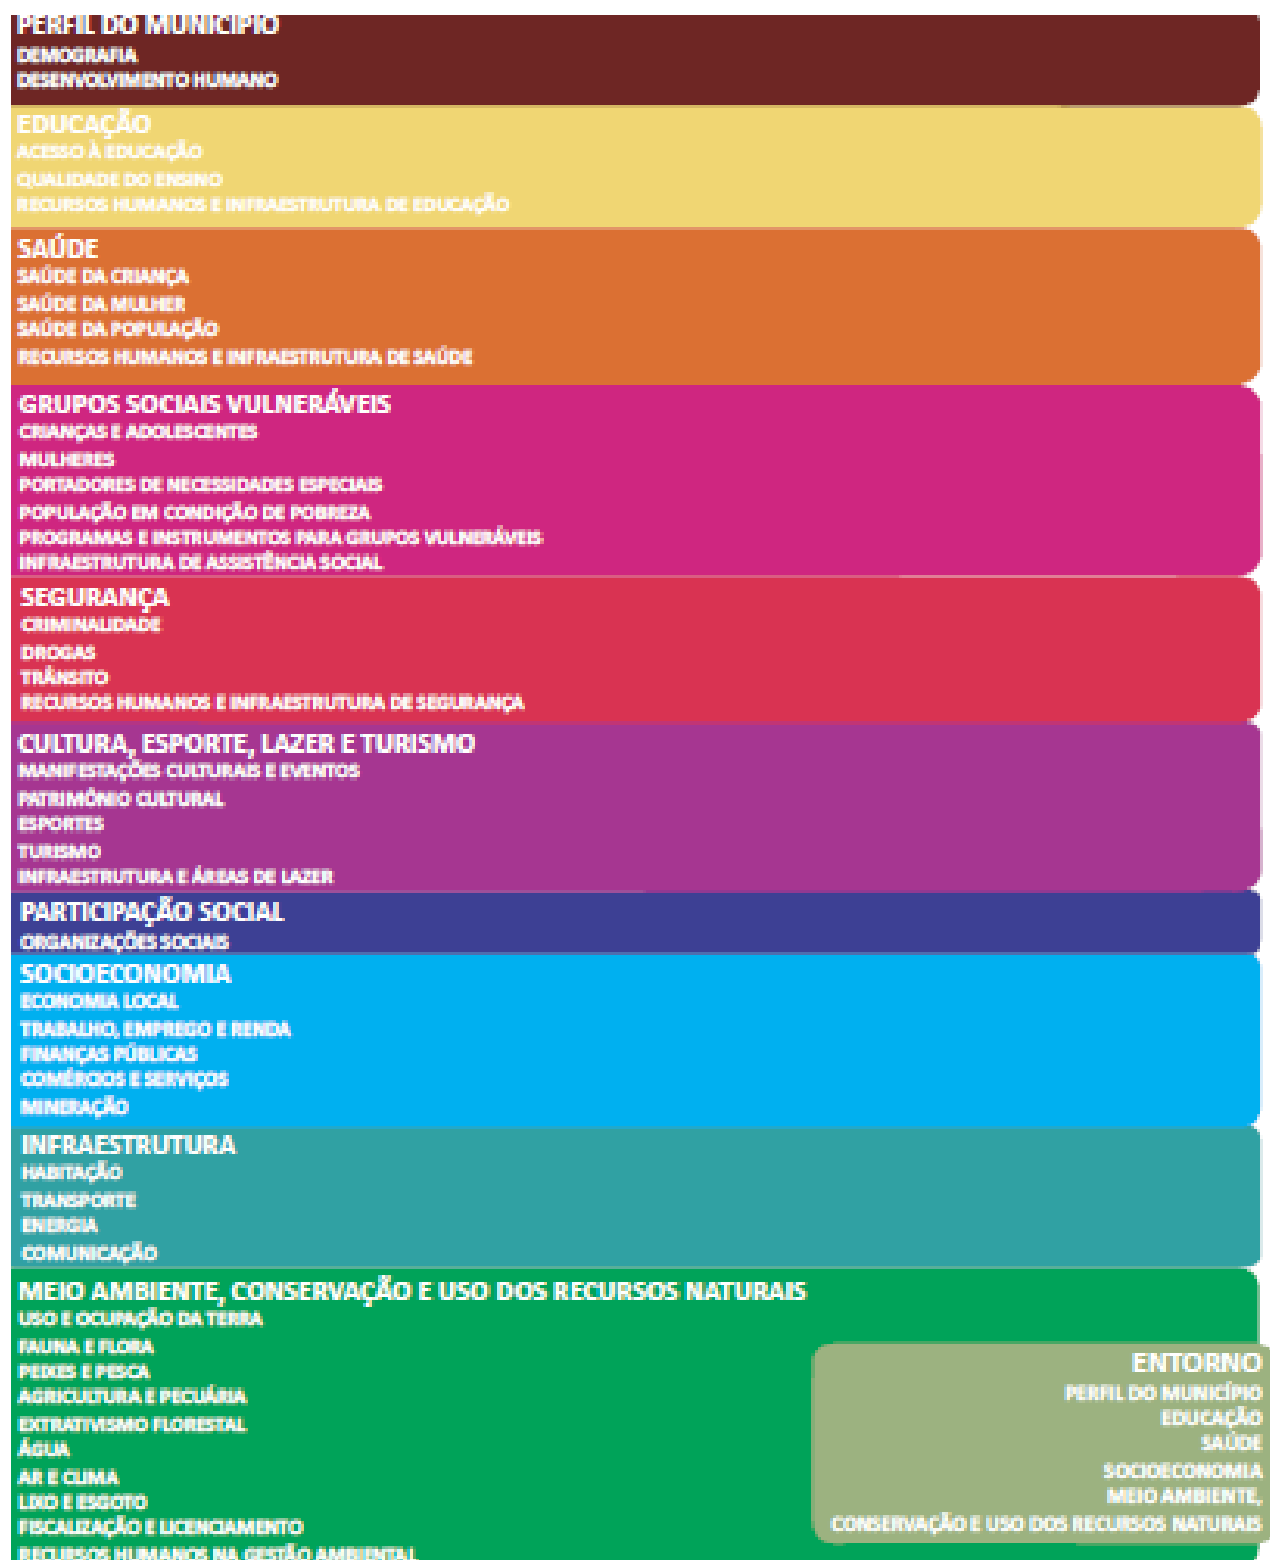 PERFIL DO MUNICÍPIO
DEMOGRAFIA
DESENVOLVIMENTO HUMANO
EDUCAÇÃO
ACESSO À EDUCAÇÃO
QUALIDADE DO ENSINO
RECURSOS HUMANOS E INFRAESTRUTURA DE EDUCAÇÃO
SAÚDE
SAÚDE DA CRIANÇA
SAÚDE DA MULHER
SAÚDE DA POPULAÇÃO
RECURSOS HUMANOS E INFRAESTRUTURA DE SAÚDE
GRUPOS SOCIAIS VULNERÁVEIS
CRIANÇAS E ADOLESCENTES
MULHERES
PORTADORES DE NECESSIDADES ESPECIAIS
POPULAÇÃO EM CONDIÇÃO DE POBREZA
PROGRAMAS E INSTRUMENTOS PARA GRUPOS VULNERÁVEIS
INFRAESTRUTURA DE ASSISTÊNCIA SOCIAL
SEGURANÇA
CRIMINALIDADE
DROGAS
TRÂNSITO
RECURSOS HUMANOS E INFRAESTRUTURA DE SEGURANÇA
CULTURA, ESPORTE, LAZER E TURISMO
MANIFESTAÇÕES CULTURAIS E EVENTOS
PATRIMÔNIO CULTURAL
ESPORTES
TURISMO
INFRAESTRUTURA E ÁREAS DE LAZER
PARTICIPAÇÃO SOCIAL
ORGANIZAÇÕES SOCIAIS
SOCIOECONOMIA
ECONOMIA LOCAL
TRABALHO, EMPREGO E RENDA
FINANÇAS PÚBLICAS
COMÉRCIOS E SERVIÇOS
MINERAÇÃO
INFRAESTRUTURA
HABITAÇÃO
TRANSPORTE
ENERGIA
COMUNICAÇÃO
MEIO AMBIENTE, CONSERVAÇÃO E USO DOS RECURSOS NATURAIS
USO E OCUPAÇÃO DA TERRA
FAUNA E FLORA
PEIXES E PESCA
AGRICULTURA E PECUÁRIA
EXTRATIVISMO FLORESTAL
ÁGUA
AR E CLIMA
LIXO E ESGOTO
FISCALIZAÇÃO E LICENCIAMENTO
RECURSOS HUMANOS NA GESTÃO AMBIENTAL
ENTORNO
PERFIL DO MUNICÍPIO
EDUCAÇÃO
SAÚDE
SOCIOECONOMIA
MEIO AMBIENTE,
CONSERVAÇÃO E USO DOS RECURSOS NATURAIS